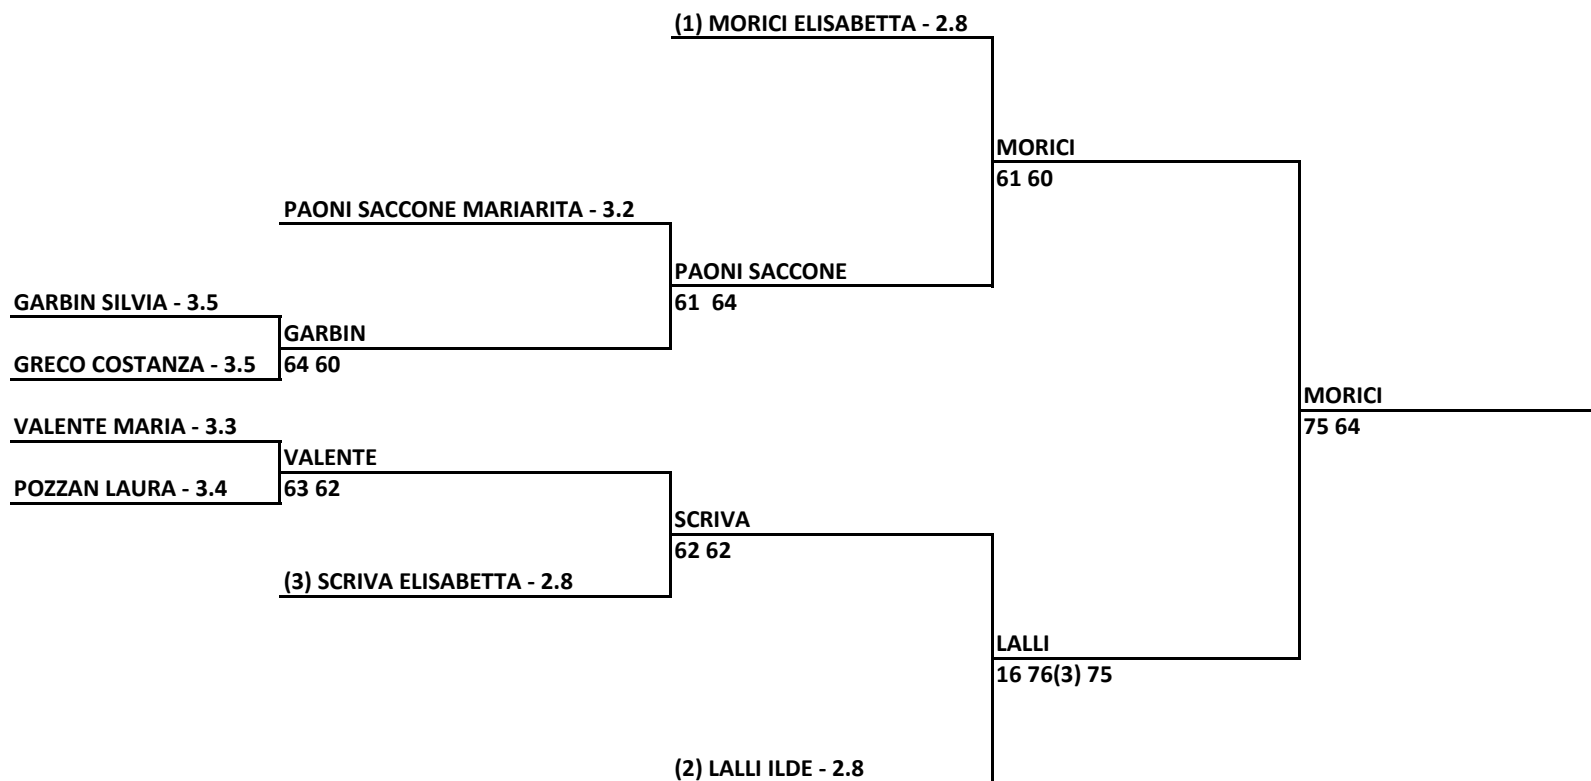 (1) MORICI ELISABETTA - 2.8
MORICI
61 60
PAONI SACCONE MARIARITA - 3.2
PAONI SACCONE
61  64
GARBIN SILVIA - 3.5
GARBIN
64 60
GRECO COSTANZA - 3.5
MORICI
75 64
VALENTE MARIA - 3.3
VALENTE
63 62
POZZAN LAURA - 3.4
SCRIVA
62 62
(3) SCRIVA ELISABETTA - 2.8
LALLI
16 76(3) 75
(2) LALLI ILDE - 2.8